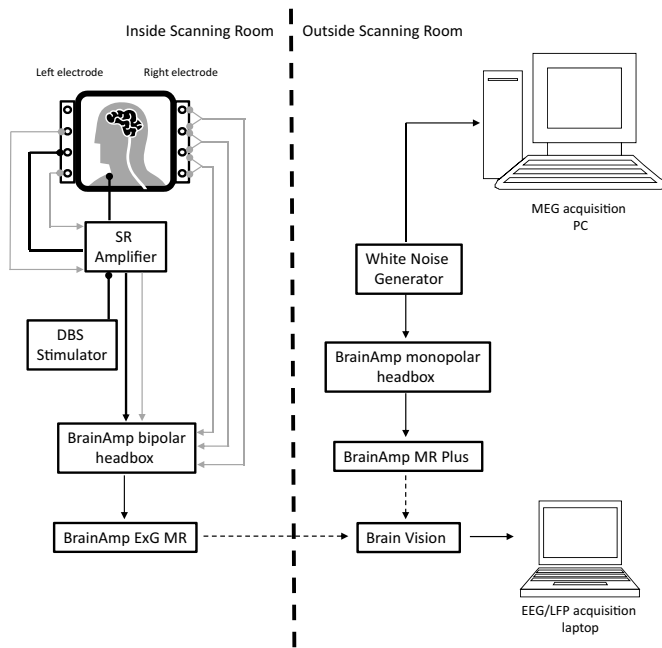 Inside Scanning Room
Outside Scanning Room
Left electrode
Right electrode
MEG acquisition
PC
SR
Amplifier
White Noise
Generator
DBS
Stimulator
BrainAmp monopolar
headbox
BrainAmp bipolar
headbox
BrainAmp MR Plus
BrainAmp ExG MR
Brain Vision
EEG/LFP acquisition
laptop